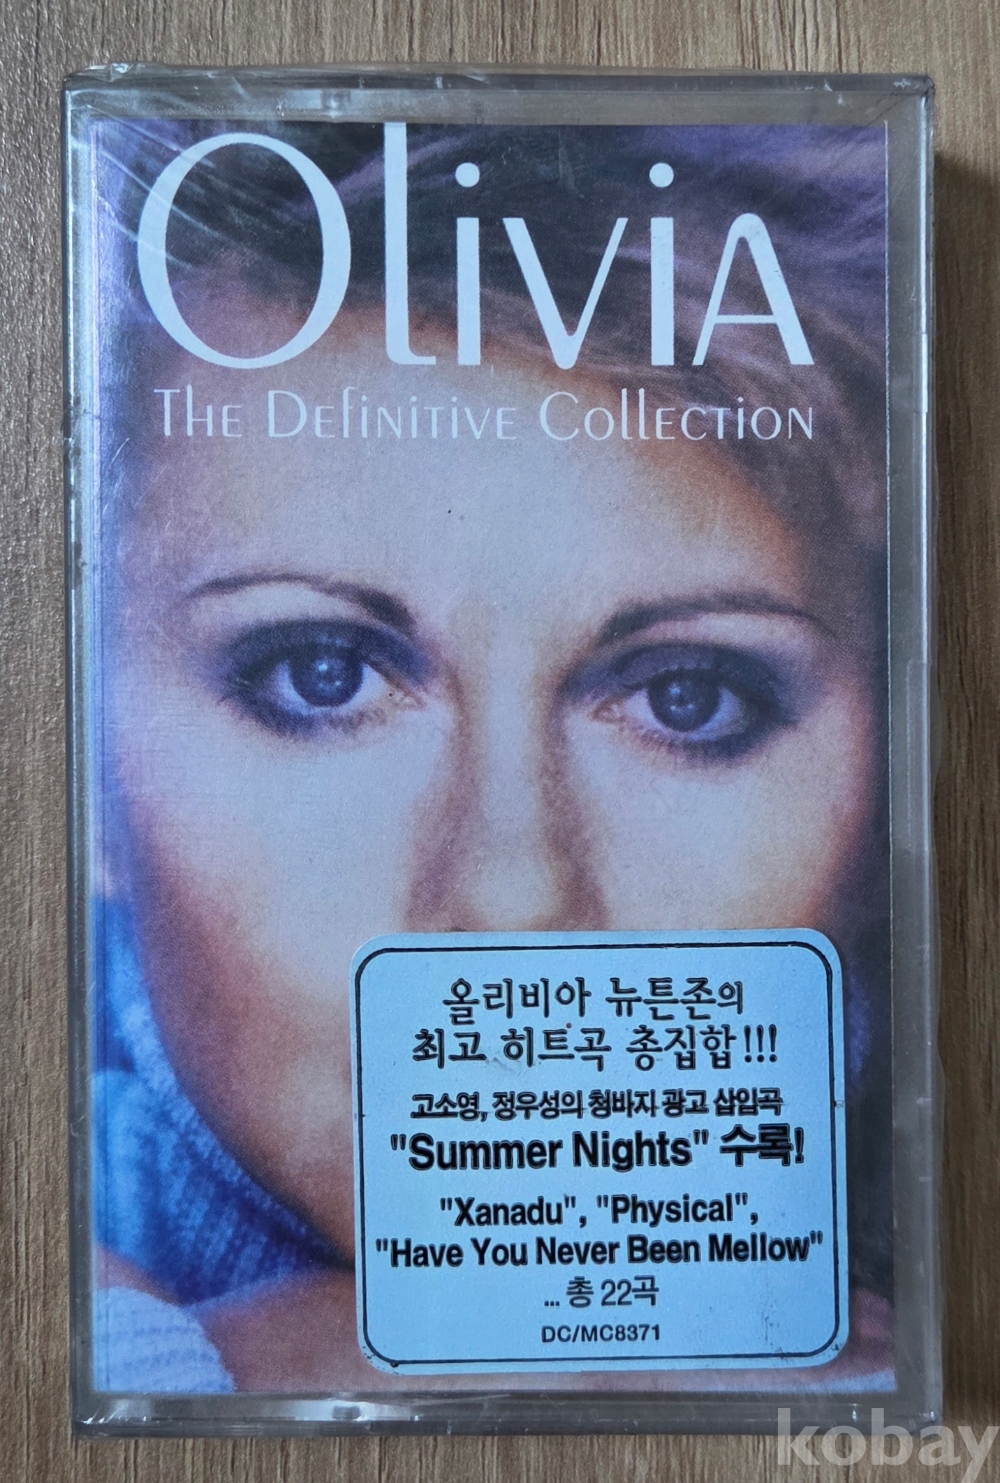 Olivia
The Definitive Collection
올리비아 뉴튼존의
최고 히트곡 총집합!!!
고소영, 정우성의 청바지 광고 삽입곡
"Summer Nights" 수록!
"Xanadu", "Physical",
"Have You Never Been Mellow"
... 총 22곡
DC/MC8371
kobay